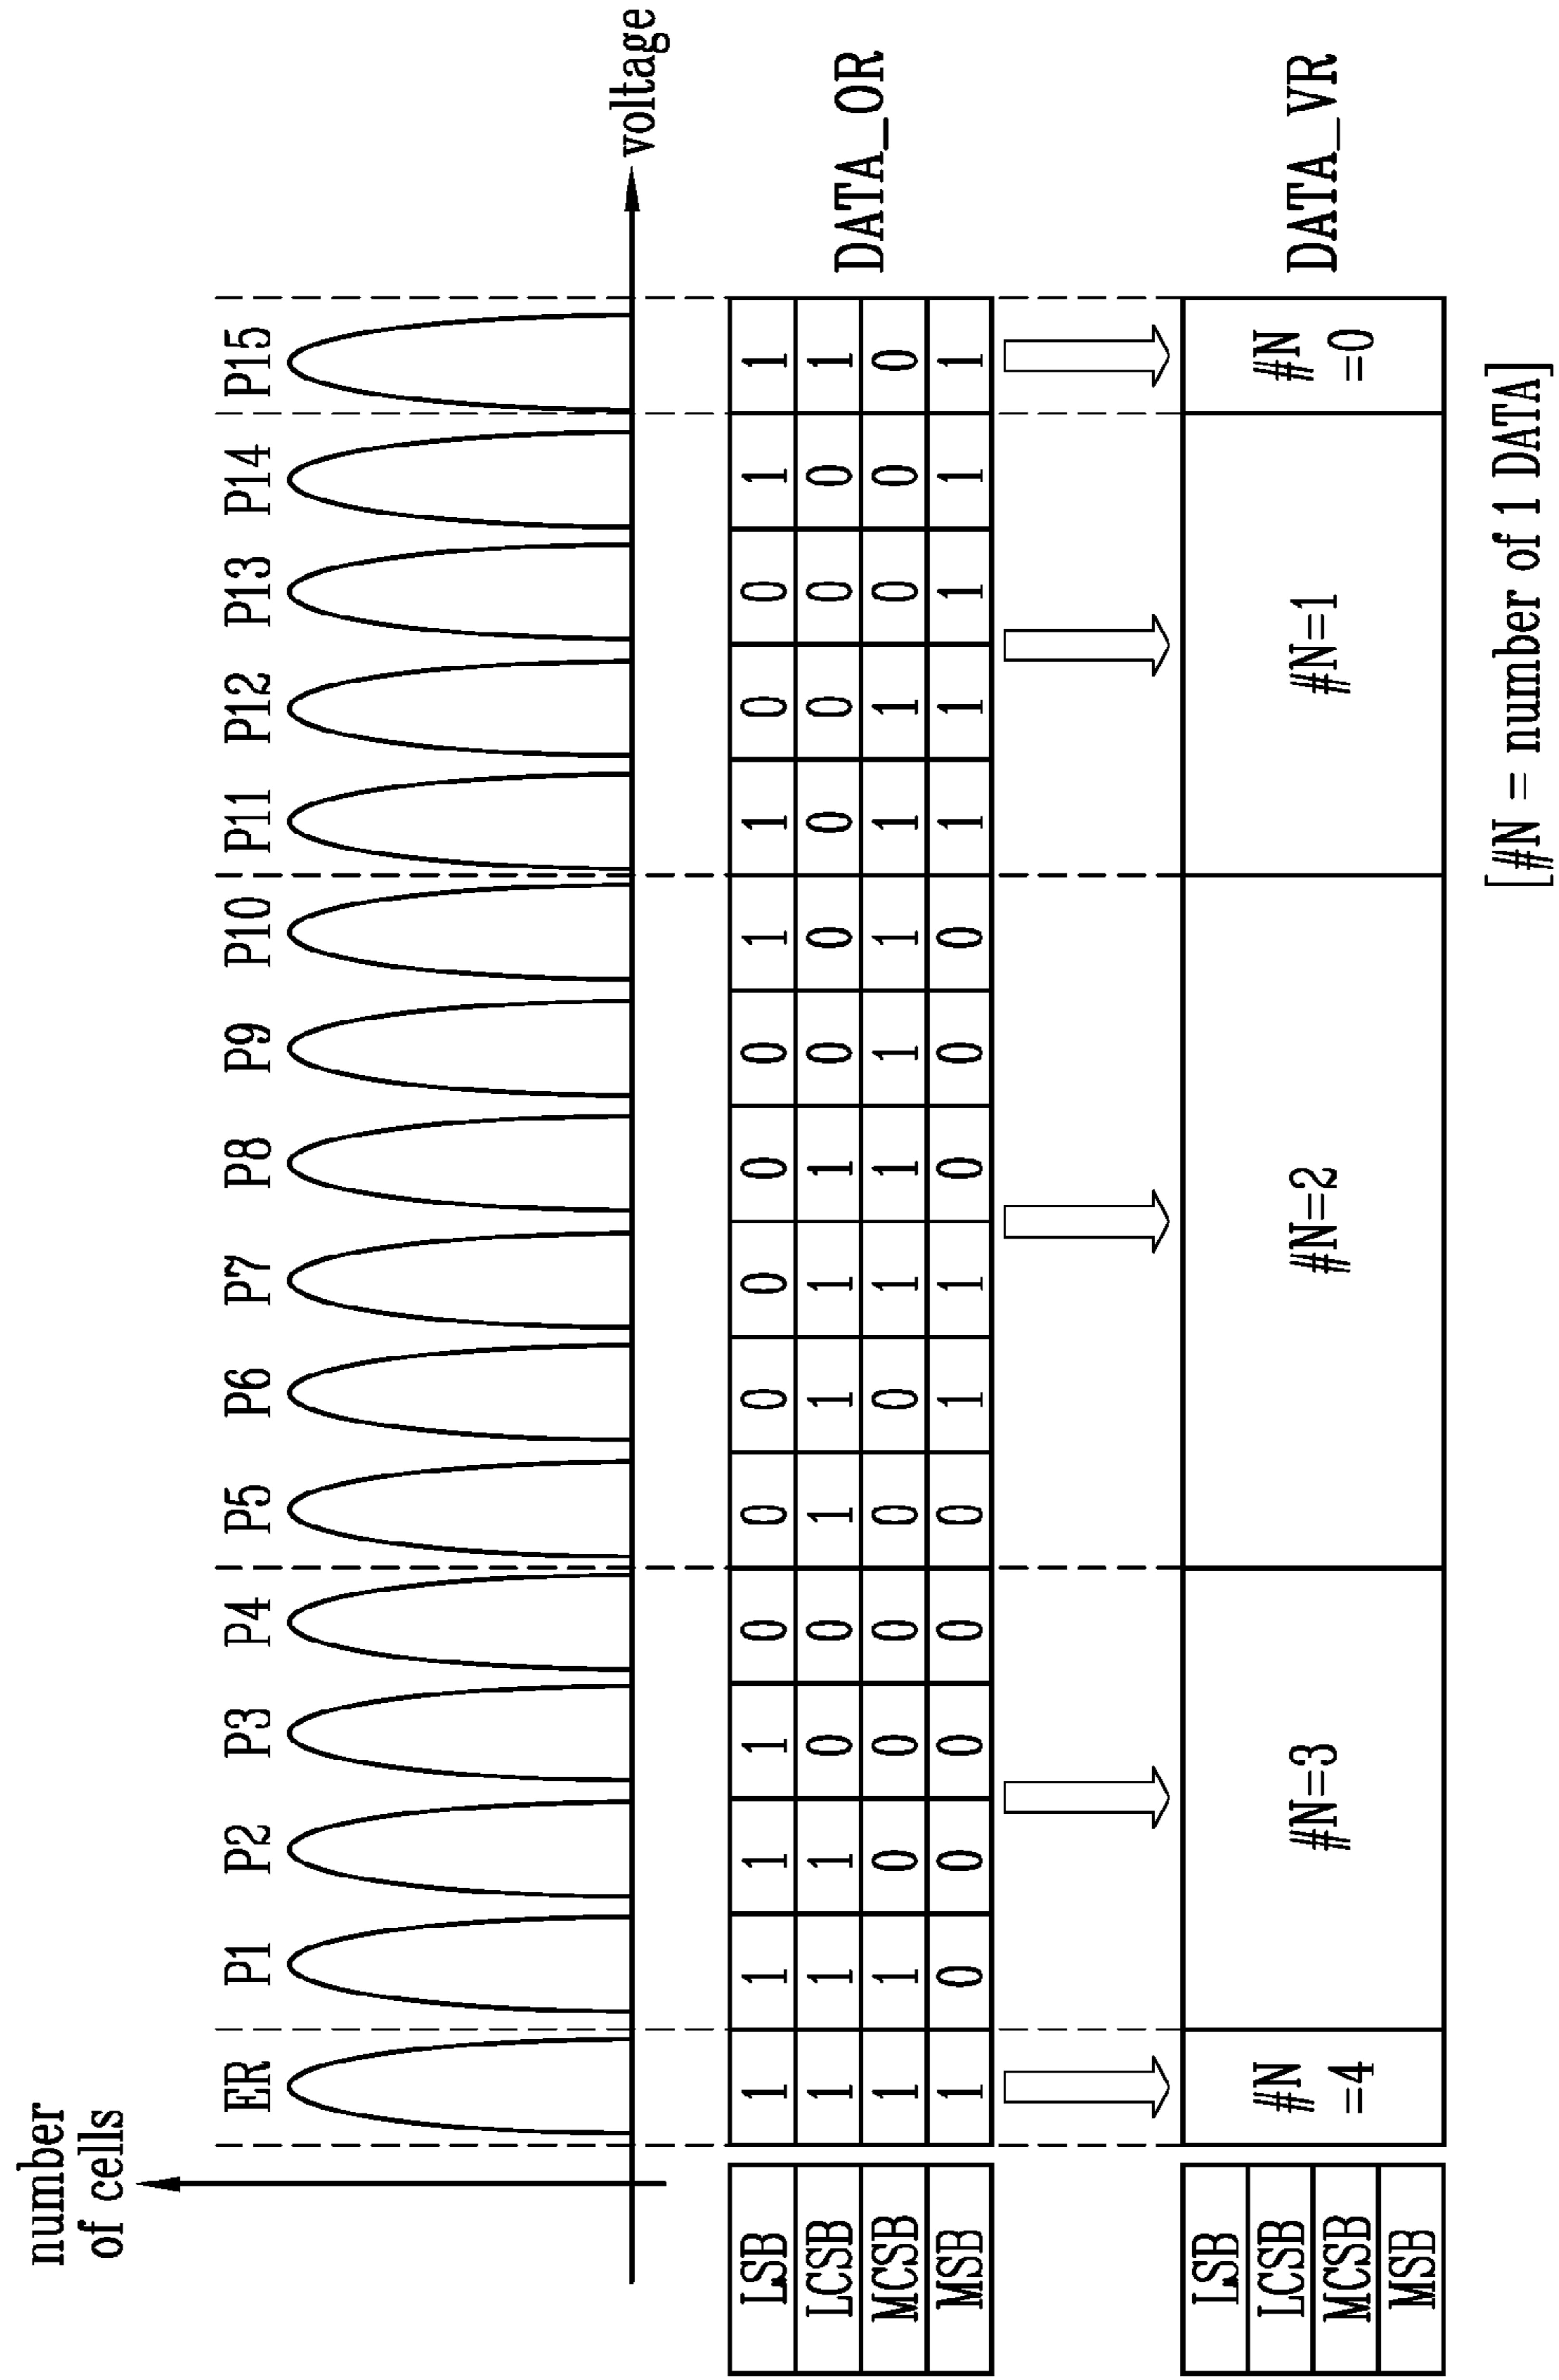 number
of cells
ER P1 P2 P3 P4 P5 P6 P7 P8 P9 P10 P11 P12 P13 P14 P15
voltage
LSB 1 1 1 1 0 0 0 0 0 0 1 1 0 0 1 1
LCSB 1 1 1 0 0 1 1 1 1 0 0 0 0 0 0 1
MCSB 1 1 0 0 0 0 0 1 1 1 1 1 1 0 0 0
MSB 1 0 0 0 0 0 1 1 0 0 0 1 1 1 1 1
DATA_OR
LSB
LCSB
MCSB
MSB
#N
=4
#N=3
#N=2
#N=1
#N
=0
DATA_VR
[#N = number of 1 DATA]